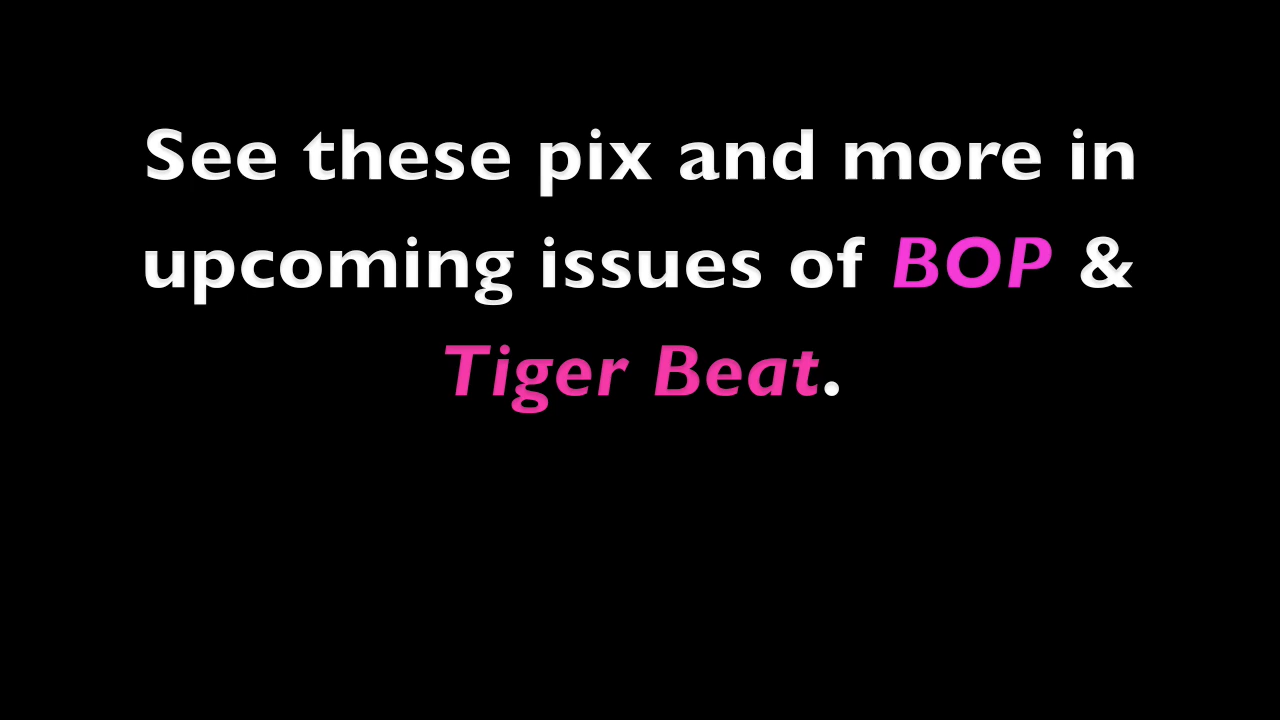 See these pix and more in
upcoming issues of BOP &
Tiger Beat.